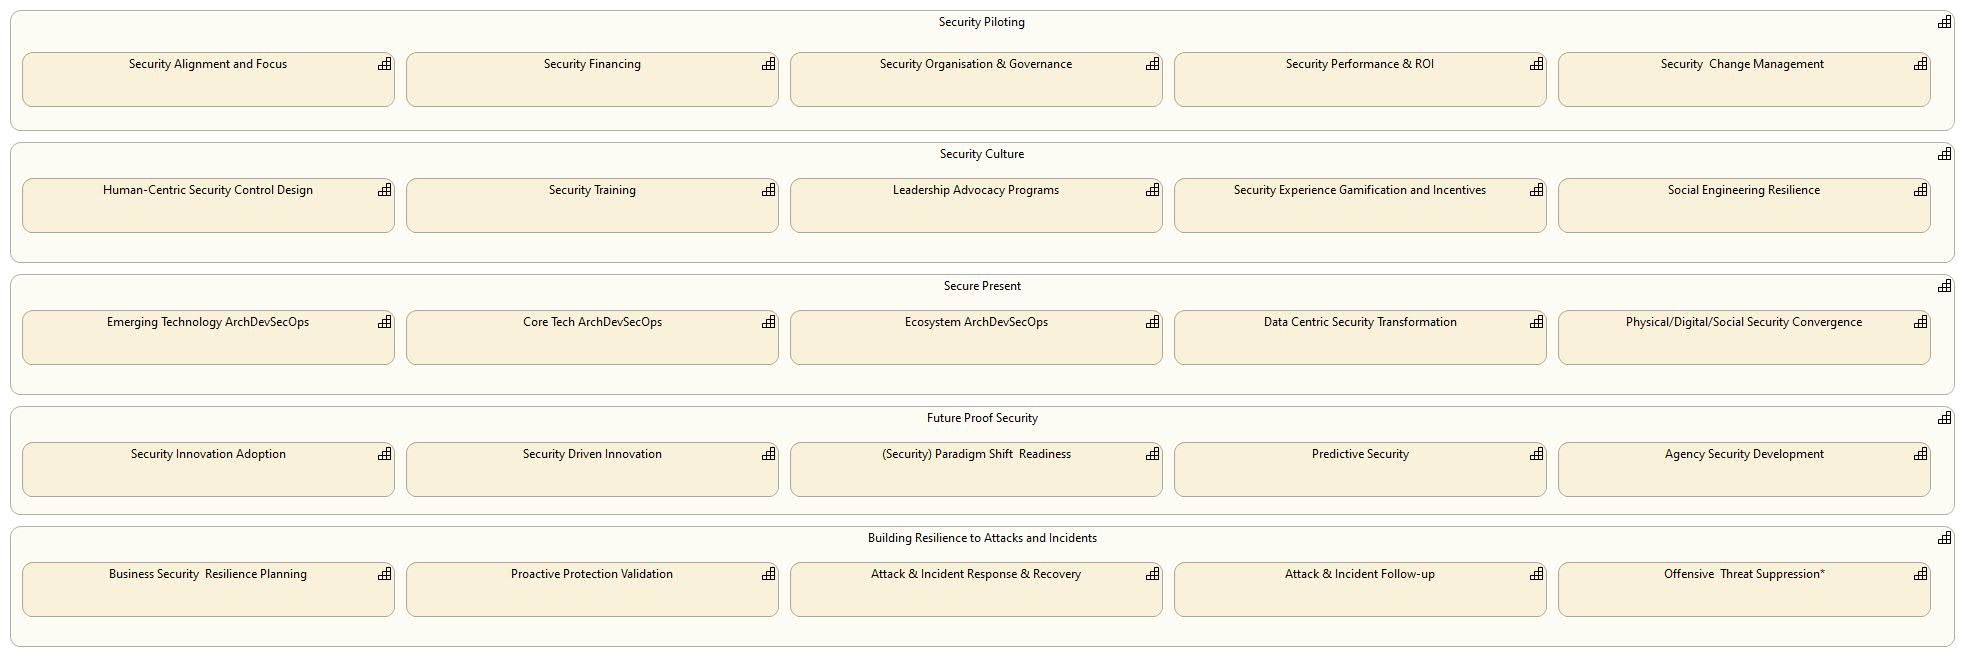 Security Piloting
Security Alignment and Focus
Security Financing
Security Organisation & Governance
Security Performance & ROI
Security  Change Management
Security Culture
Human-Centric Security Control Design
Security Training
Leadership Advocacy Programs
Security Experience Gamification and Incentives
Social Engineering Resilience
Secure Present
Emerging Technology ArchDevSecOps
Core Tech ArchDevSecOps
Ecosystem ArchDevSecOps
Data Centric Security Transformation
Physical/Digital/Social Security Convergence
Future Proof Security
Security Innovation Adoption
Security Driven Innovation
(Security) Paradigm Shift  Readiness
Predictive Security
Agency Security Development
Building Resilience to Attacks and Incidents
Business Security  Resilience Planning
Proactive Protection Validation
Attack & Incident Response & Recovery
Attack & Incident Follow-up
Offensive  Threat Suppression*